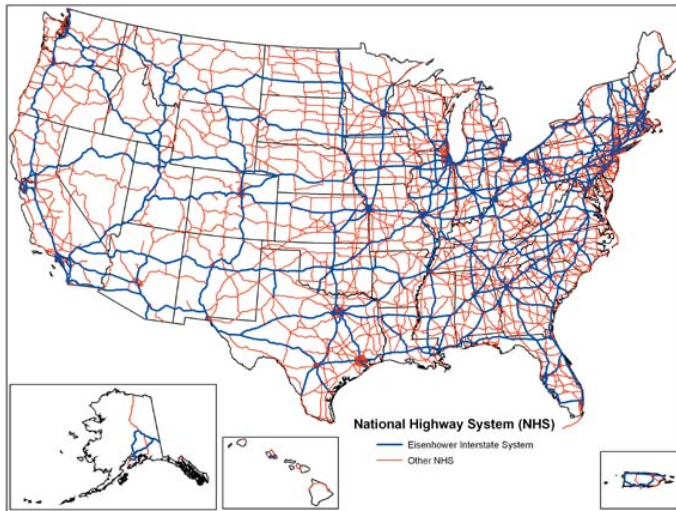 National Highway System (NHS)
Eisenhower Interstate System
Other NHS